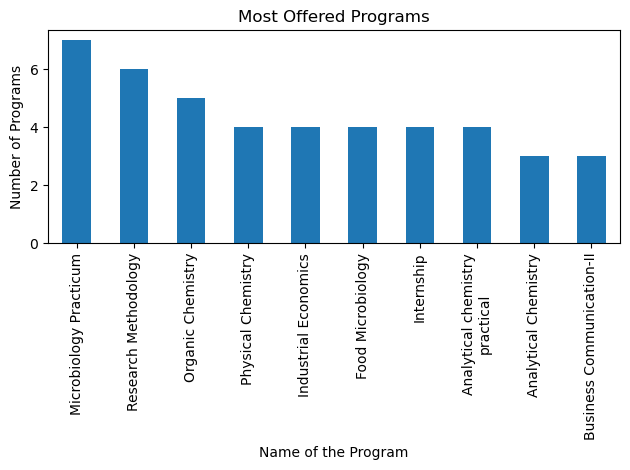 Most Offered Programs
Number of Programs
6
4
2
0
Microbiology Practicum
Research Methodology
Organic Chemistry
Physical Chemistry
Industrial Economics
Food Microbiology
Internship
Analytical chemistry
practical
Analytical Chemistry
Business Communication-II
Name of the Program